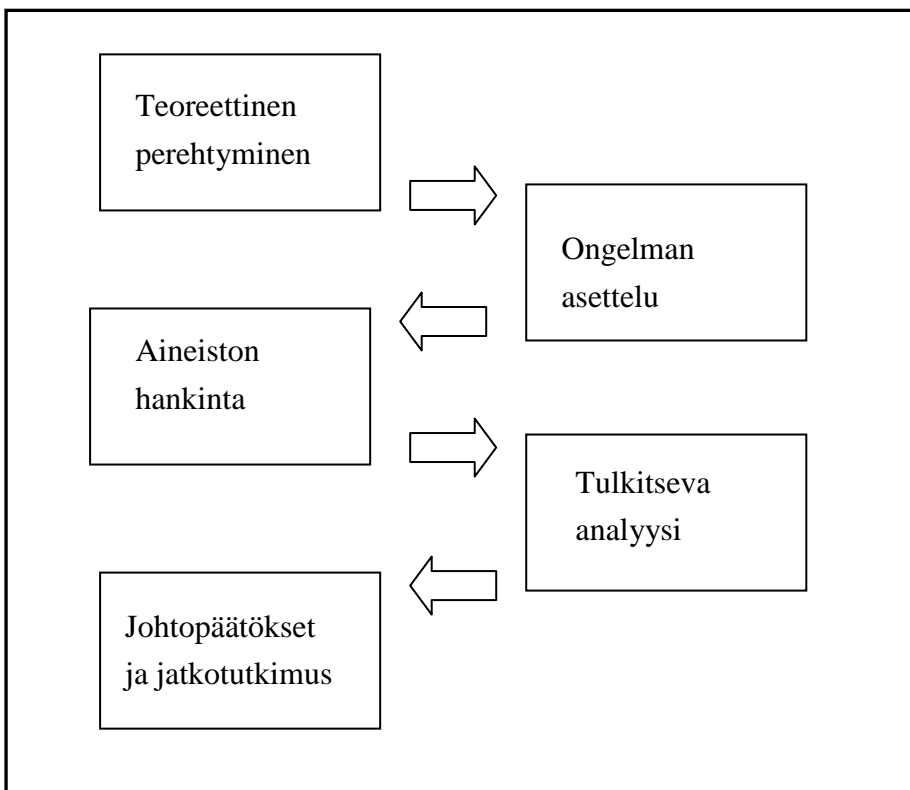 Teoreettinen
perehtyminen
Ongelman
asettelu
Aineiston
hankinta
Tulkitseva
analyysi
Johtopäätökset
ja jatkotutkimus